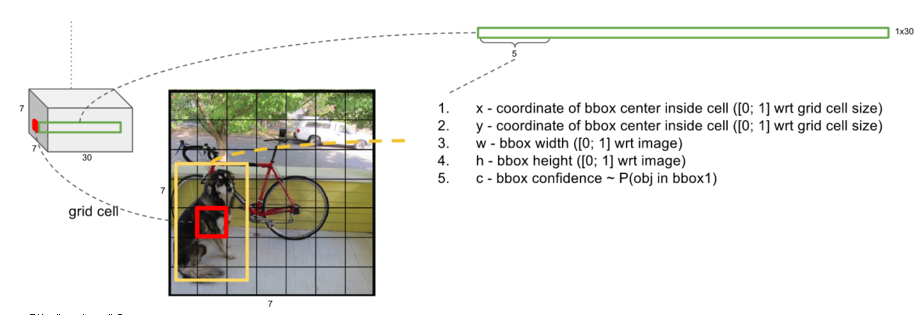 1x30
5
7
7
30
grid cell
7
7
1. x - coordinate of bbox center inside cell ([0; 1] wrt grid cell size)
2. y - coordinate of bbox center inside cell ([0; 1] wrt grid cell size)
3. w - bbox width ([0; 1] wrt image)
4. h - bbox height ([0; 1] wrt image)
5. c - bbox confidence ~ P(obj in bbox1)